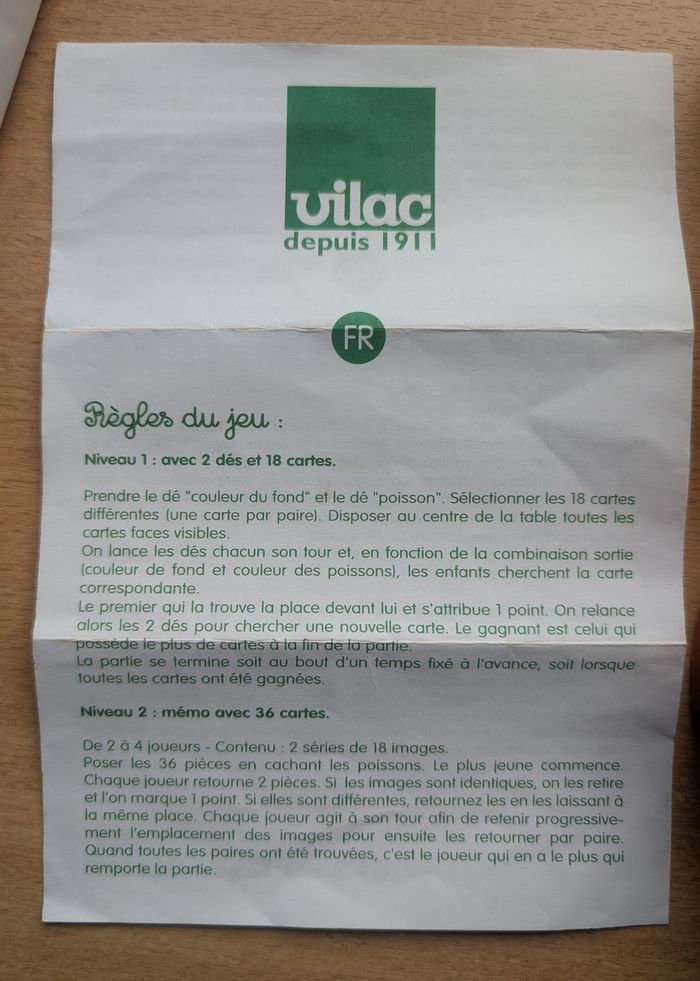 vilac
depuis 1911
FR
Règles du jeu :
Niveau 1 : avec 2 dés et 18 cartes.
Prendre le dé "couleur du fond" et le dé "poisson". Sélectionner les 18 cartes
différentes (une carte par paire). Disposer au centre de la table toutes les
cartes faces visibles.
On lance les dés chacun son tour et, en fonction de la combinaison sortie
(couleur de fond et couleur des poissons), les enfants cherchent la carte
correspondante.
Le premier qui la trouve la place devant lui et s'attribue 1 point. On relance
alors les 2 dés pour chercher une nouvelle carte. Le gagnant est celui qui
possède le plus de cartes à la fin de la partie.
La partie se termine soit au bout d'un temps fixé à l'avance, soit lorsque
toutes les cartes ont été gagnées.
Niveau 2 : mémo avec 36 cartes.
De 2 à 4 joueurs - Contenu : 2 séries de 18 images.
Poser les 36 pièces en cachant les poissons. Le plus jeune commence.
Chaque joueur retourne 2 pièces. Si les images sont identiques, on les retire
et l'on marque 1 point. Si elles sont différentes, retournez les en les laissant à
la même place. Chaque joueur agit à son tour afin de retenir progressive-
ment l'emplacement des images pour ensuite les retourner par paire.
Quand toutes les paires ont été trouvées, c'est le joueur qui en a le plus qui
remporte la partie.